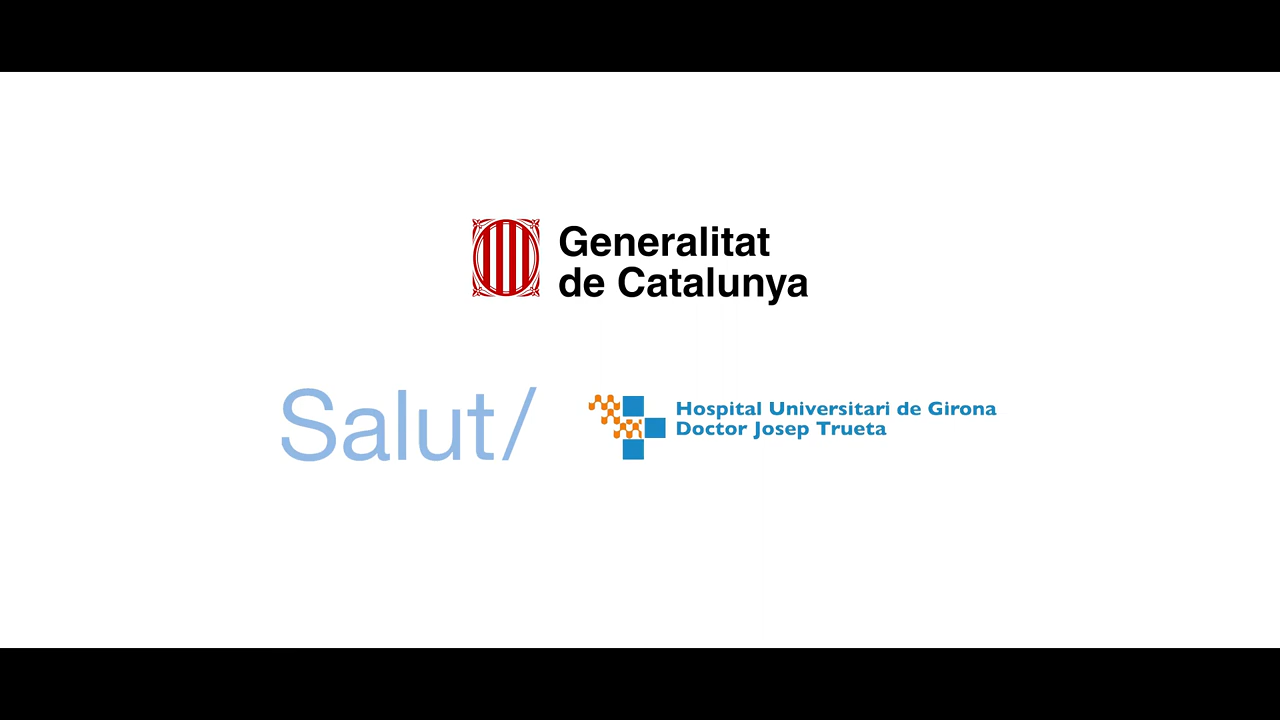 Generalitat
de Catalunya
Salut/
Hospital Universitari de Girona
Doctor Josep Trueta